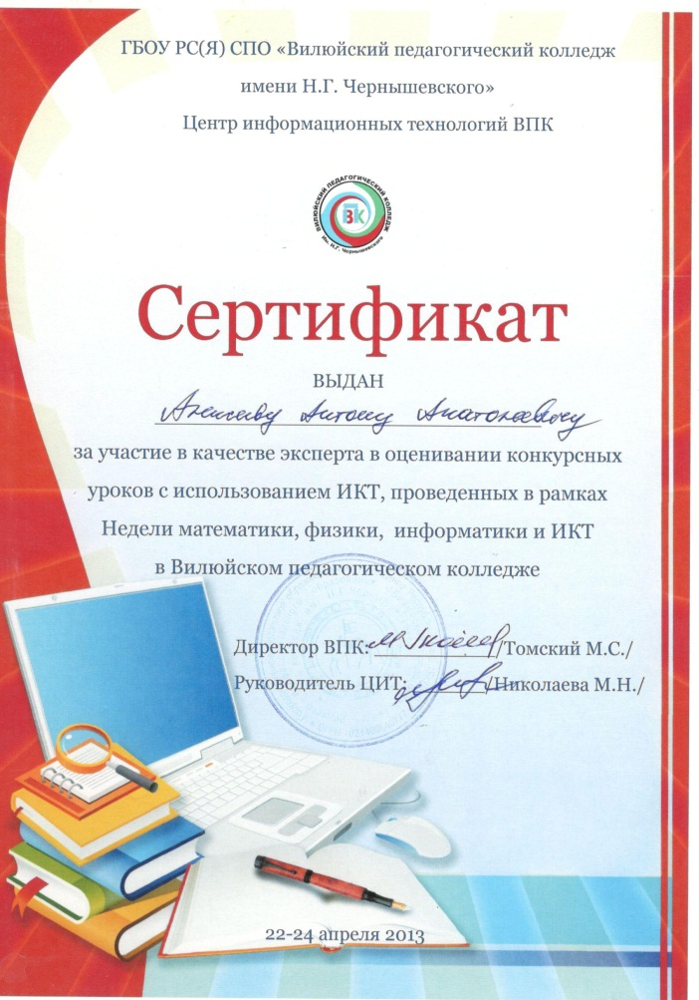 ГБОУ РС(Я) СПО «Вилюйский педагогический колледж
имени Н.Г. Чернышевского»
Центр информационных технологий ВПК
ВИЛЮЙСКИЙ ПЕДАГОГИЧЕСКИЙ КОЛЛЕДЖ
ВПК
Им. Н.Г. Чернышевского
Сертификат
ВЫДАН
Алексееву Антону Анатольевичу
за участие в качестве эксперта в оценивании конкурсных
уроков с использованием ИКТ, проведенных в рамках
Недели математики, физики, информатики и ИКТ
в Вилюйском педагогическом колледже
Директор ВПК: /Томский М.С./
Руководитель ЦИТ: /Николаева М.Н./
22-24 апреля 2013